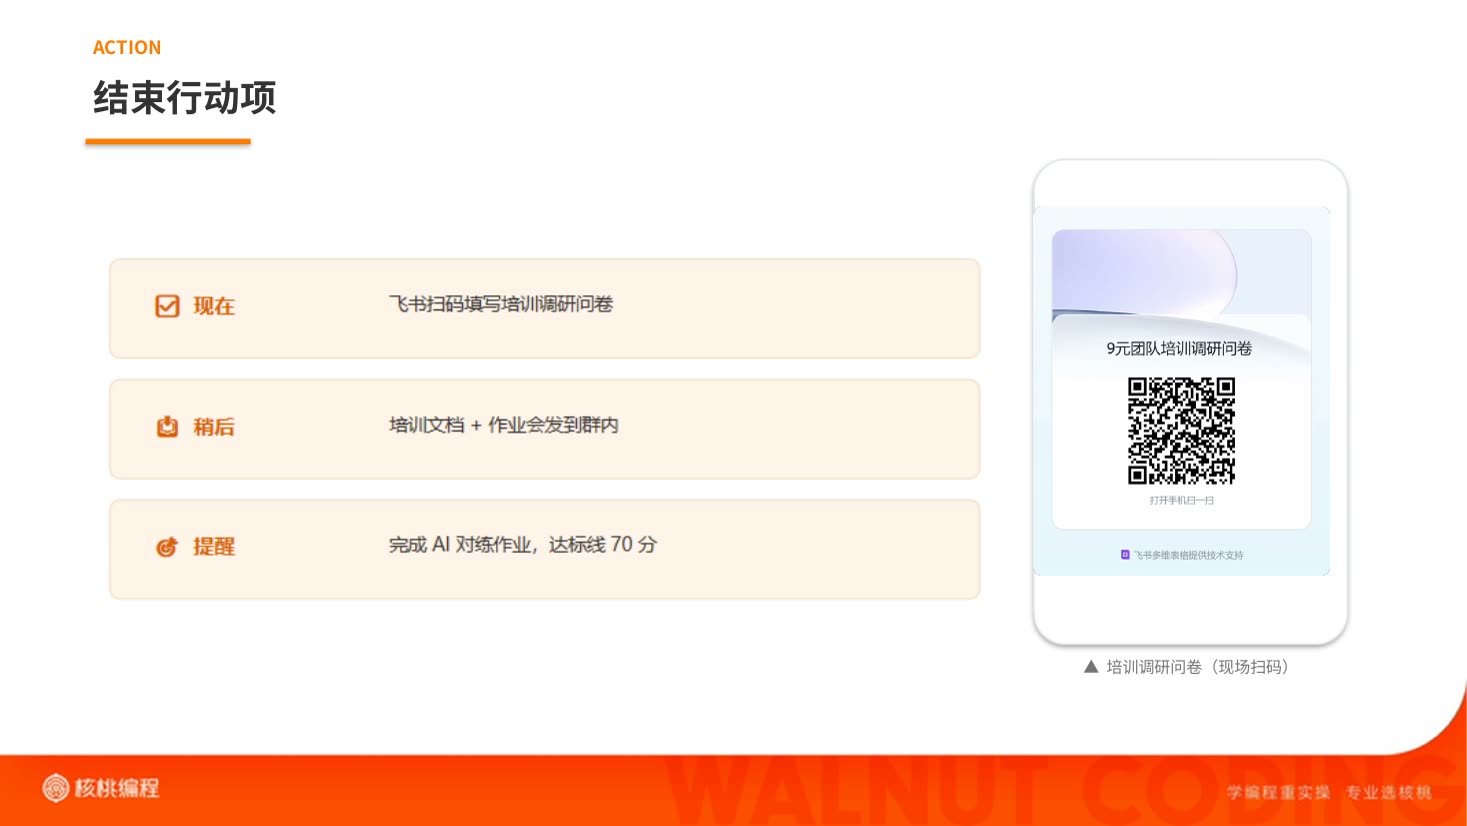 ACTION
结束行动项
现在
飞书扫码填写培训调研问卷
稍后
培训文档 + 作业会发到群内
提醒
完成 AI 对练作业，达标线 70 分
9元团队培训调研问卷
打开手机扫一扫
飞书多维表格提供技术支持
▲ 培训调研问卷（现场扫码）
核桃编程
WALNUT CODING
学编程重实操 专业选核桃